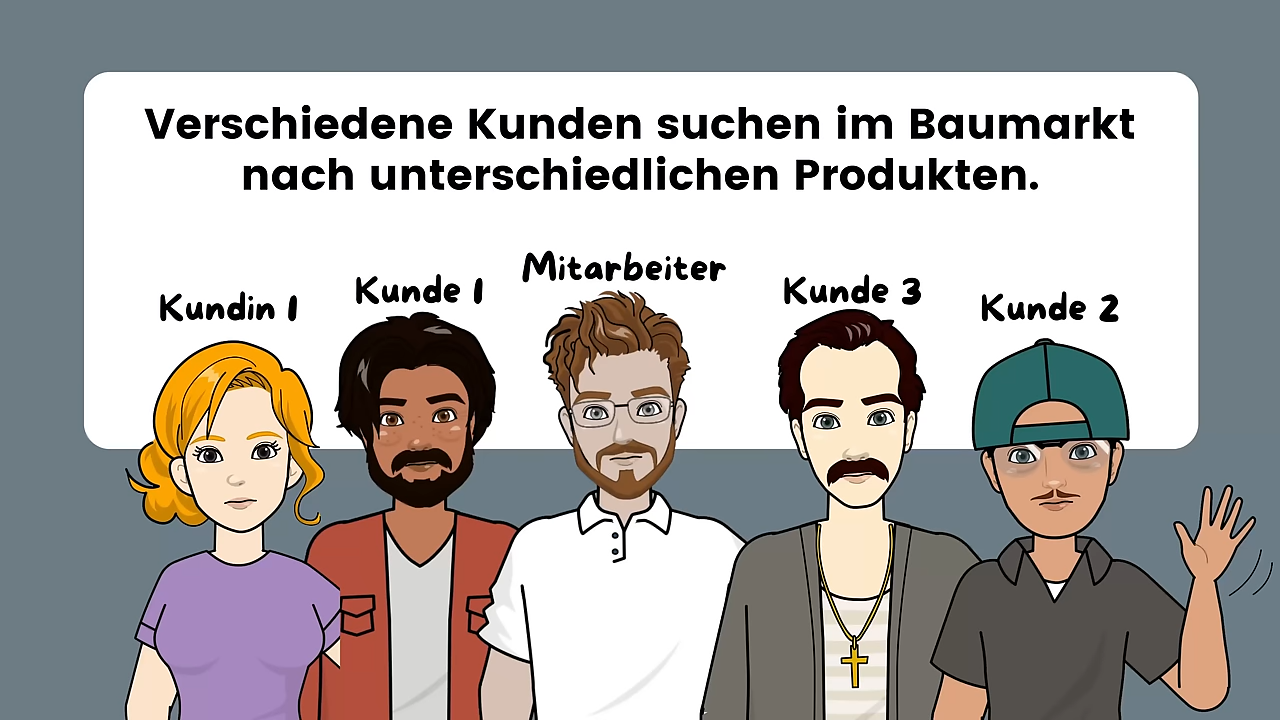 Verschiedene Kunden suchen im Baumarkt
nach unterschiedlichen Produkten.
Mitarbeiter
Kunde 1
Kunde 3
Kundin 1
Kunde 2